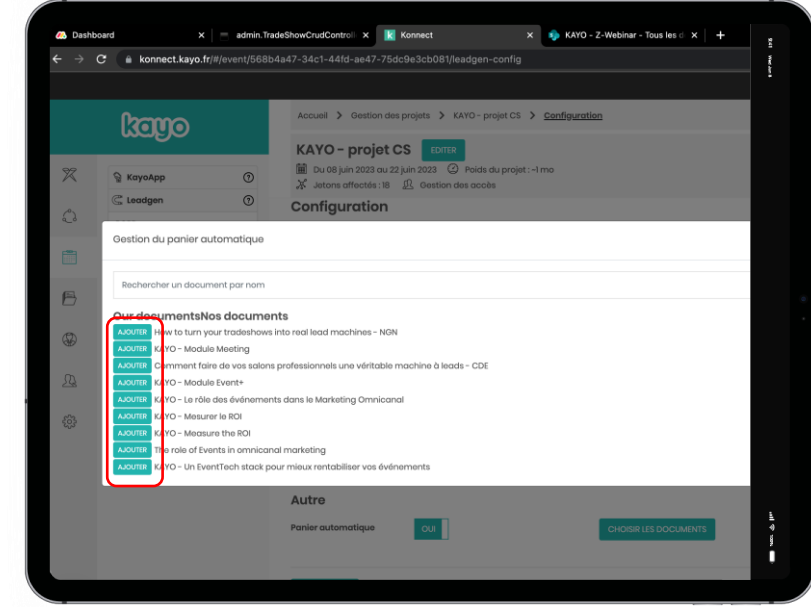 Dashboard
admin.TradeShowCrudControll
Konnect
KAYO - Z-Webinar - Tous les d
konnect.kayo.fr/#/event/568b4a47-34c1-44fd-ae47-75dc9e3cb081/leadgen-config
kayo
Accueil > Gestion des projets > KAYO - projet CS > Configuration
KAYO - projet CS EDITER
Du 08 juin 2023 au 22 juin 2023 Poids du projet : ~1 mo
Jetons affectés : 18 Gestion des accès
KayoApp
Leadgen
Configuration
Gestion du panier automatique
Rechercher un document par nom
Our documentsNos documents
AJOUTER How to turn your tradeshows into real lead machines - NGN
AJOUTER KAYO - Module Meeting
AJOUTER Comment faire de vos salons professionnels une véritable machine à leads - CDE
AJOUTER KAYO - Module Event+
AJOUTER KAYO - Le rôle des événements dans le Marketing Omnicanal
AJOUTER KAYO - Mesurer le ROI
AJOUTER KAYO - Measure the ROI
AJOUTER The role of Events in omnicanal marketing
AJOUTER KAYO - Un EventTech stack pour mieux rentabiliser vos événements
Autre
Panier automatique OUI CHOISIR LES DOCUMENTS
9:41
100%